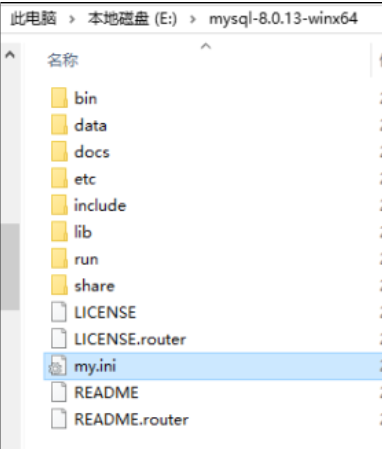 此电脑 › 本地磁盘 (E:) › mysql-8.0.13-winx64
名称
bin
data
docs
etc
include
lib
run
share
LICENSE
LICENSE.router
my.ini
README
README.router